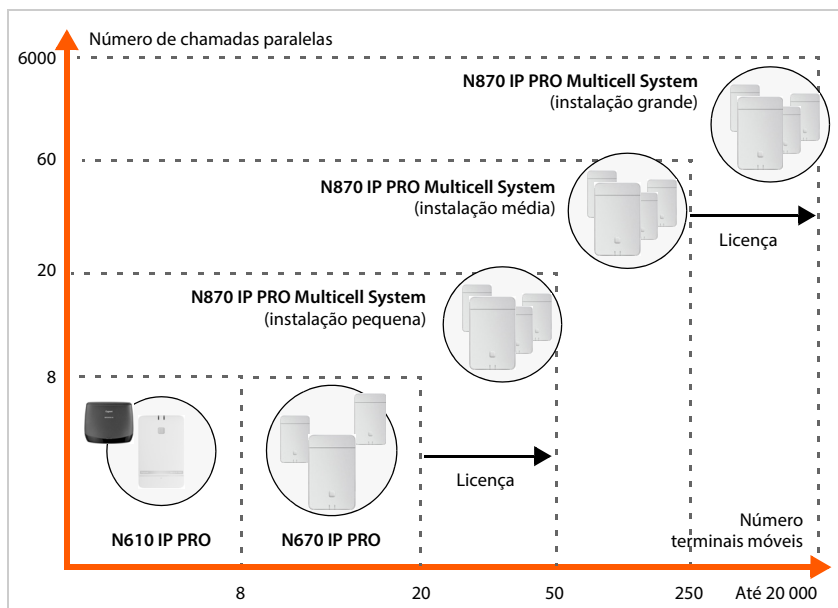 Número de chamadas paralelas
6000
N870 IP PRO Multicell System
(instalação grande)
60
N870 IP PRO Multicell System
(instalação média)
Licença
20
N870 IP PRO Multicell System
(instalação pequena)
8
Licença
N610 IP PRO
N670 IP PRO
Número
terminais móveis
8
20
50
250
Até 20 000